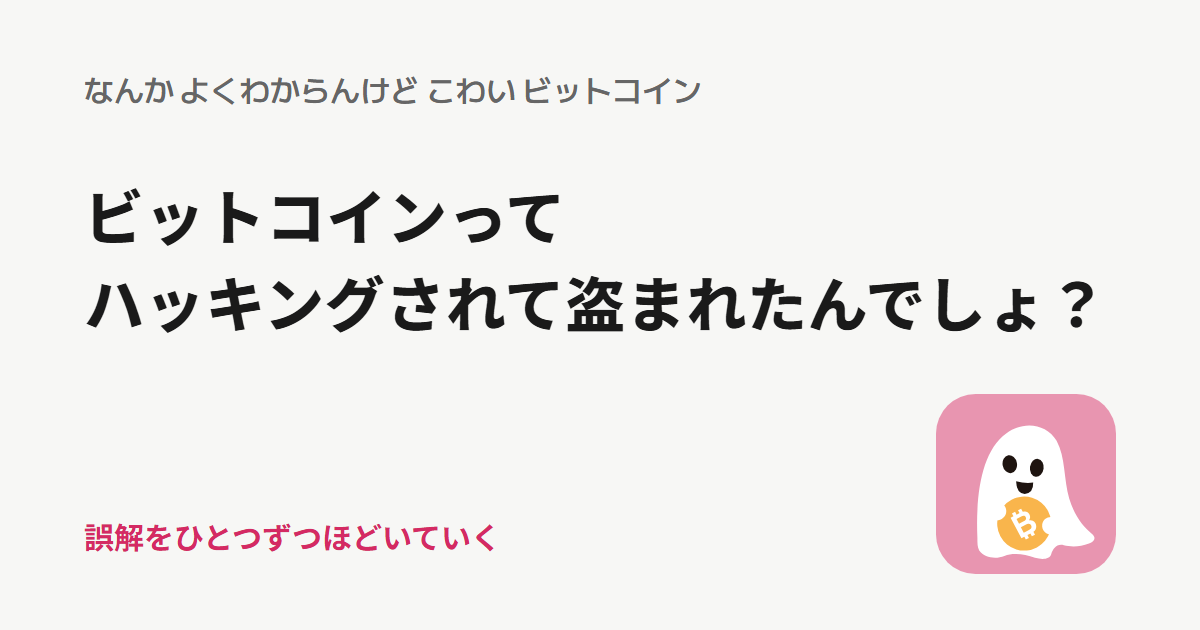 なんか よくわからんけど こわい ビットコイン
ビットコインって
ハッキングされて盗まれたんでしょ？
誤解をひとつずつほどいていく